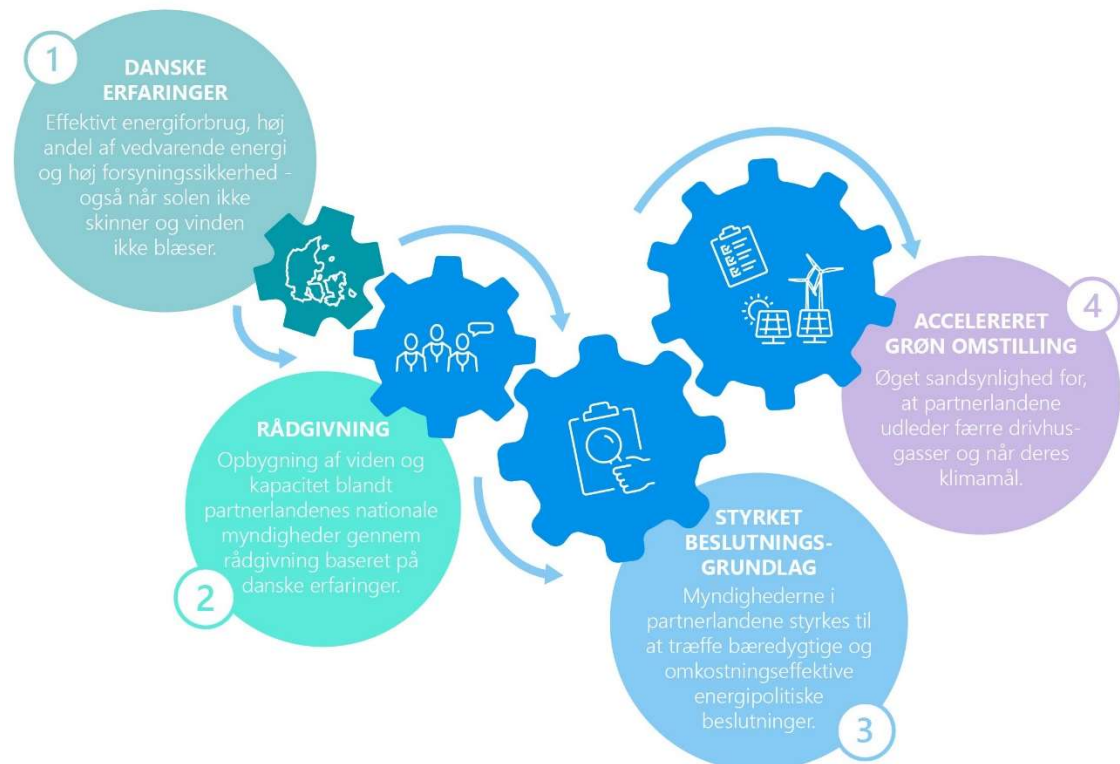 1
DANSKE
ERFARINGER
Effektivt energiforbrug, høj
andel af vedvarende energi
og høj forsyningssikkerhed -
også når solen ikke
skinner og vinden
ikke blæser.
2
RÅDGIVNING
Opbygning af viden og
kapacitet blandt
partnerlandenes nationale
myndigheder gennem
rådgivning baseret på
danske erfaringer.
STYRKET
BESLUTNINGS-
GRUNDLAG
Myndighederne i
partnerlandene styrkes til
at træffe bæredygtige og
omkostningseffektive
energipolitiske
beslutninger.
3
4
ACCELERERET
GRØN OMSTILLING
Øget sandsynlighed for,
at partnerlandene
udleder færre drivhus-
gasser og når deres
klimamål.